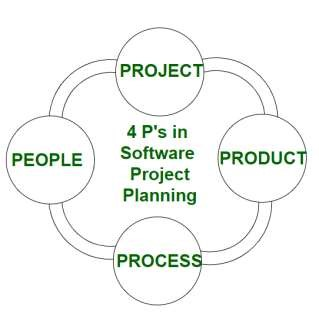 PROJECT
4 P's in
Software
Project
Planning
PEOPLE
PRODUCT
PROCESS